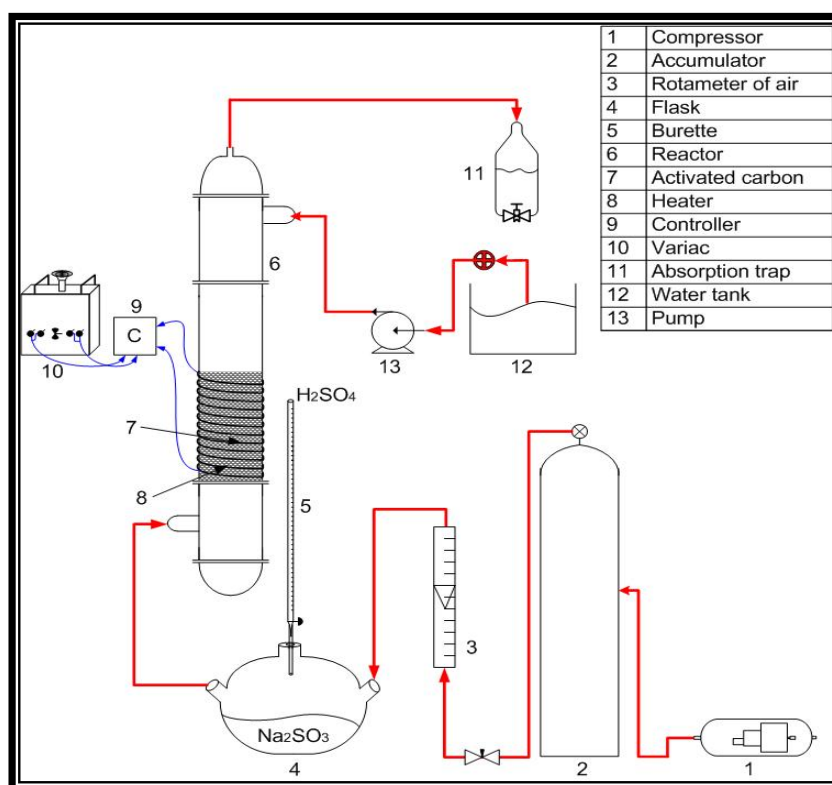 1 Compressor
2 Accumulator
3 Rotameter of air
4 Flask
5 Burette
6 Reactor
7 Activated carbon
8 Heater
9 Controller
10 Variac
11 Absorption trap
12 Water tank
13 Pump
11
6
9
C
10
13
12
H₂SO₄
7
8
5
3
Na₂SO₃
4
2
1